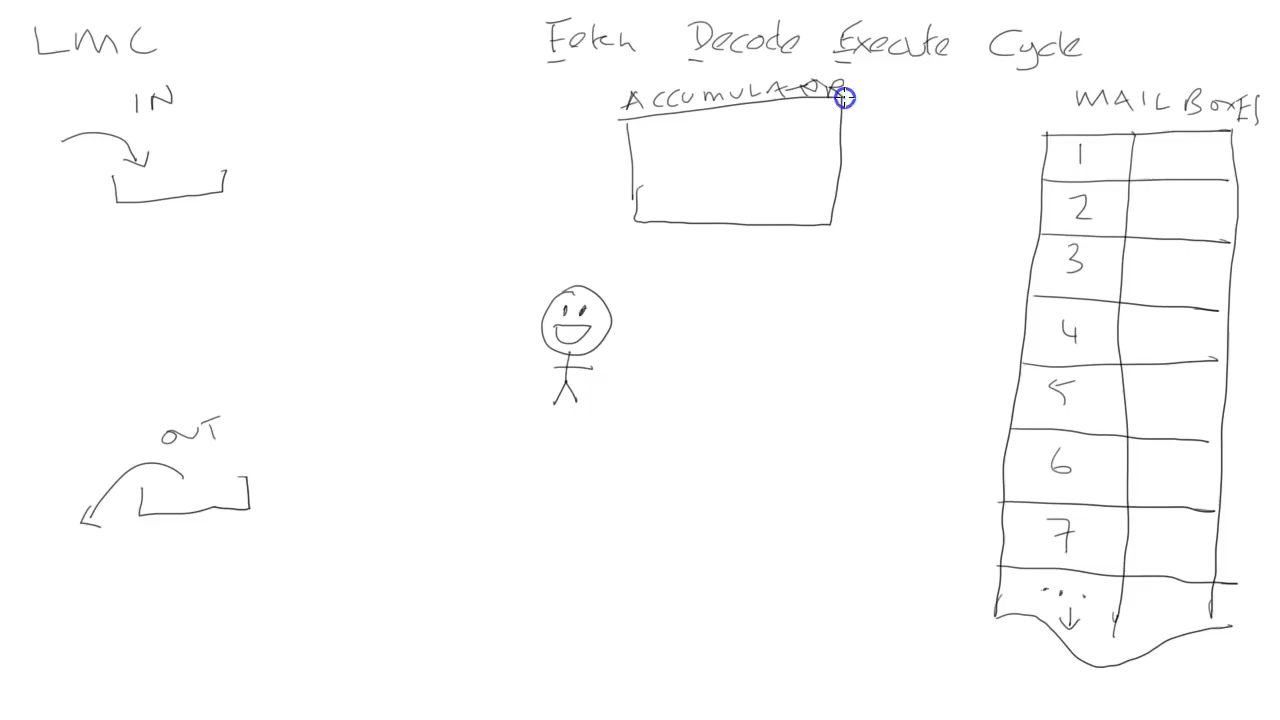 LMC
Fetch Decode Execute Cycle
IN
ACCUMULATOR
MAILBOXES
1
2
3
4
5
6
7
...
OUT